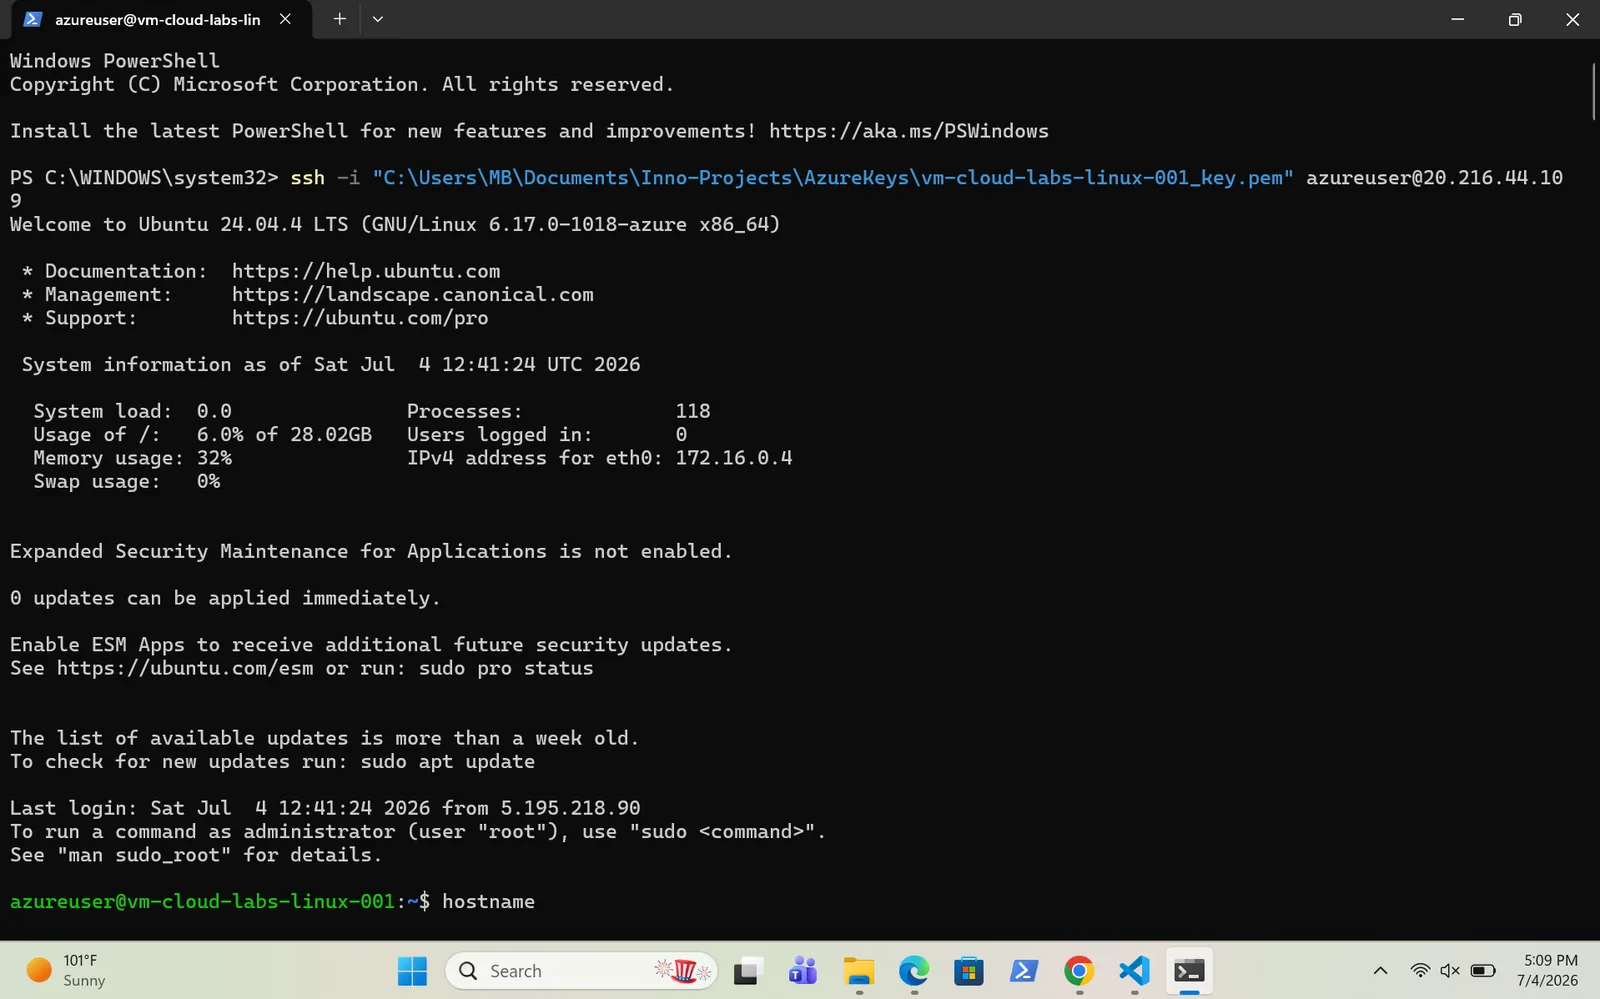 azureuser@vm-cloud-labs-lin
Windows PowerShell
Copyright (C) Microsoft Corporation. All rights reserved.
Install the latest PowerShell for new features and improvements! https://aka.ms/PSWindows
PS C:\WINDOWS\system32> ssh -i "C:\Users\MB\Documents\Inno-Projects\AzureKeys\vm-cloud-labs-linux-001_key.pem" azureuser@20.216.44.10
9
Welcome to Ubuntu 24.04.4 LTS (GNU/Linux 6.17.0-1018-azure x86_64)
* Documentation:  https://help.ubuntu.com
* Management:     https://landscape.canonical.com
* Support:        https://ubuntu.com/pro
System information as of Sat Jul  4 12:41:24 UTC 2026
System load:  0.0               Processes:             118
Usage of /:   6.0% of 28.02GB   Users logged in:       0
Memory usage: 32%               IPv4 address for eth0: 172.16.0.4
Swap usage:   0%
Expanded Security Maintenance for Applications is not enabled.
0 updates can be applied immediately.
Enable ESM Apps to receive additional future security updates.
See https://ubuntu.com/esm or run: sudo pro status
The list of available updates is more than a week old.
To check for new updates run: sudo apt update
Last login: Sat Jul  4 12:41:24 2026 from 5.195.218.90
To run a command as administrator (user "root"), use "sudo <command>".
See "man sudo_root" for details.
azureuser@vm-cloud-labs-linux-001:~$ hostname
101°F
Sunny
Search
5:09 PM
7/4/2026